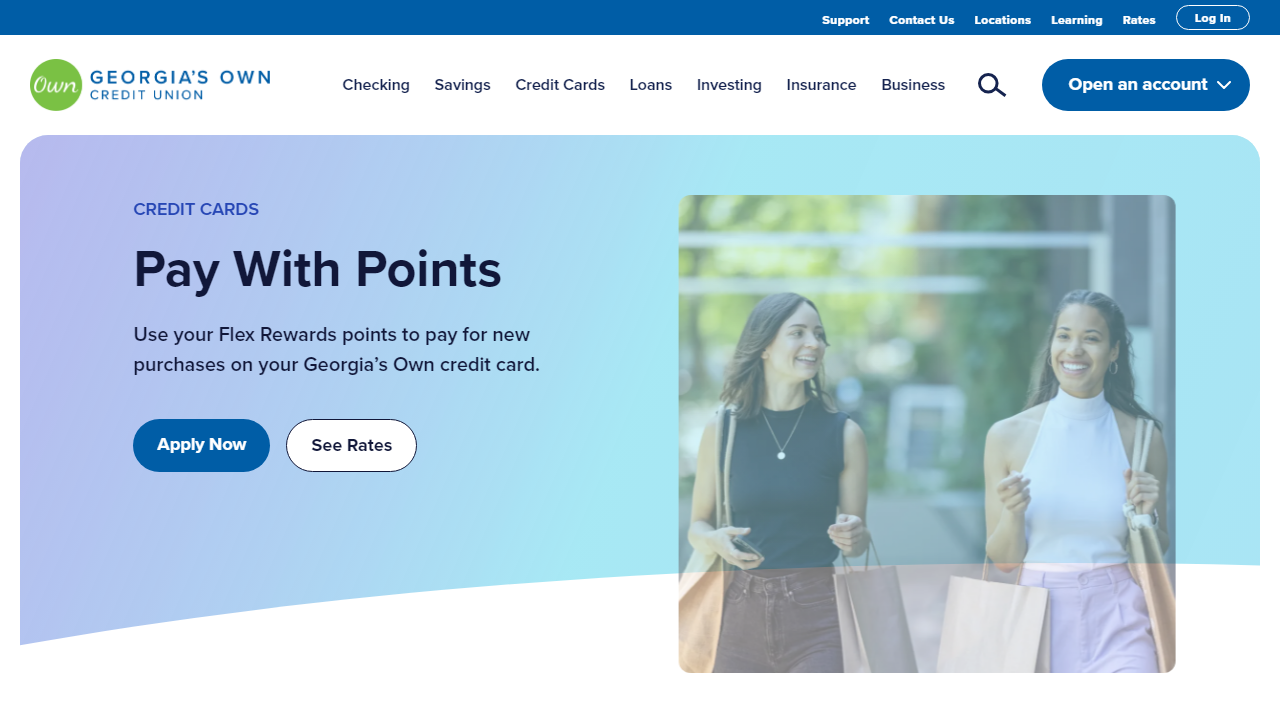 Support Contact Us Locations Learning Rates Log In
Own GEORGIA'S OWN
CREDIT UNION
Checking Savings Credit Cards Loans Investing Insurance Business Open an account
CREDIT CARDS
Pay With Points
Use your Flex Rewards points to pay for new
purchases on your Georgia’s Own credit card.
Apply Now See Rates